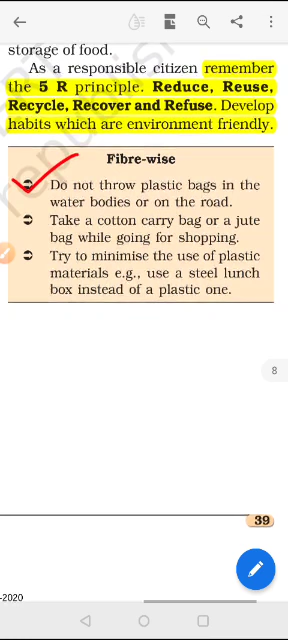 storage of food.
As a responsible citizen remember
the 5 R principle. Reduce, Reuse,
Recycle, Recover and Refuse. Develop
habits which are environment friendly.
Fibre-wise
Do not throw plastic bags in the
water bodies or on the road.
Take a cotton carry bag or a jute
bag while going for shopping.
Try to minimise the use of plastic
materials e.g., use a steel lunch
box instead of a plastic one.
8
39
-2020